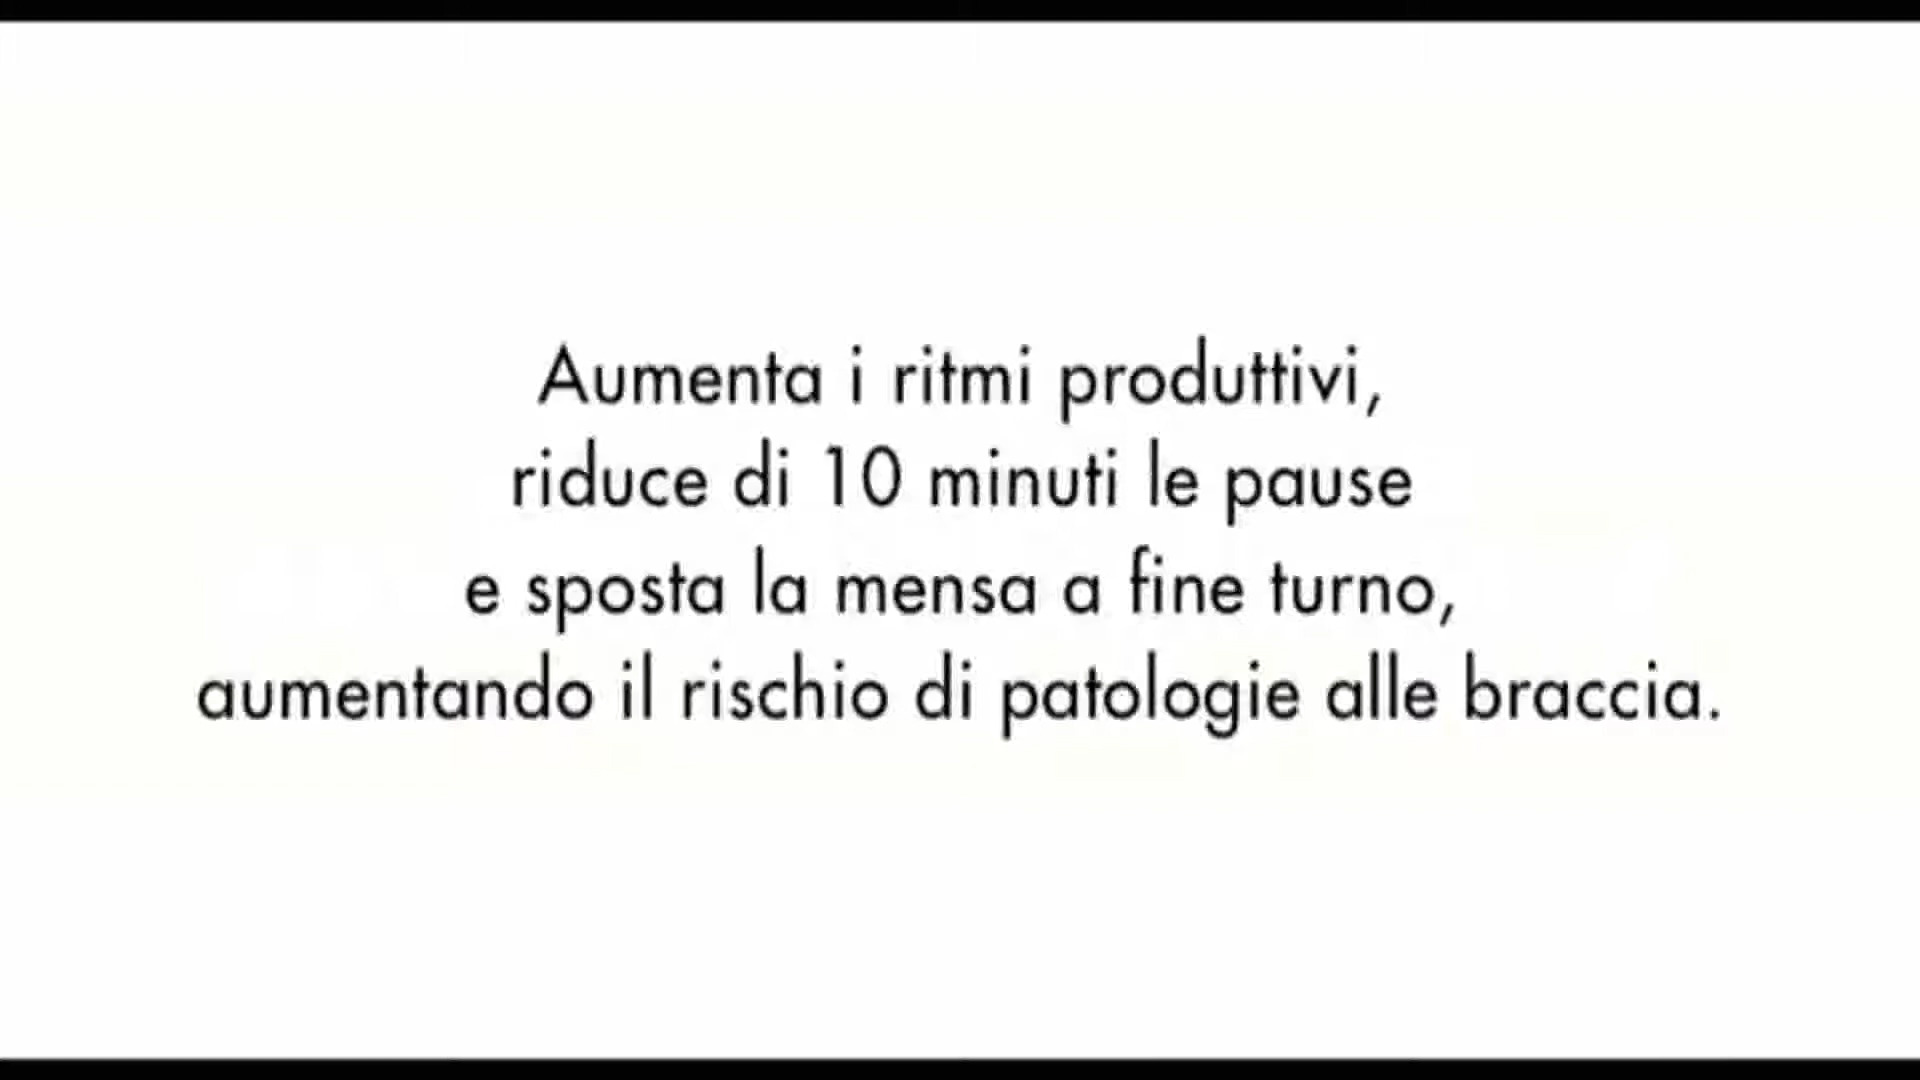 Aumenta i ritmi produttivi,
riduce di 10 minuti le pause
e sposta la mensa a fine turno,
aumentando il rischio di patologie alle braccia.